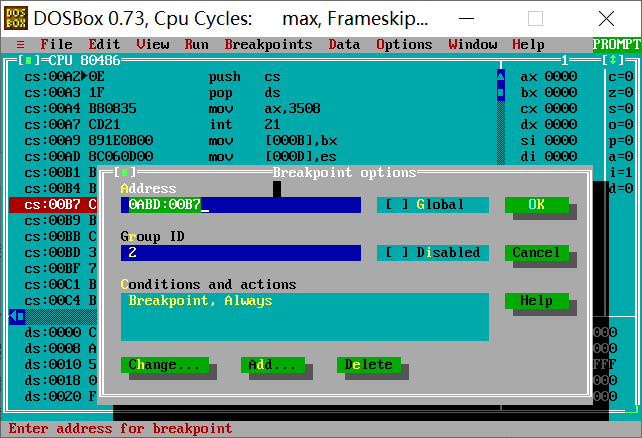 DOS BOX DOSBox 0.73, Cpu Cycles: max, Frameskip...
≡ File Edit View Run Breakpoints Data Options Window Help PROMPT
[■]=CPU 80486 1 [↕]
cs:00A2►0E push cs ax 0000 c=0
cs:00A3 1F pop ds bx 0000 z=0
cs:00A4 B80835 mov ax,3508 cx 0000 s=0
cs:00A7 CD21 int 21 dx 0000 o=0
cs:00A9 891E0B00 mov [000B],bx si 0000 p=0
cs:00AD 8C060D00 mov [000D],es di 0000 a=0
cs:00B1 B i=1
cs:00B4 B d=0
cs:00B7 C
cs:00B9 B
cs:00BB C
cs:00BD 3
cs:00BF 7
cs:00C1 B
cs:00C4 B
[■] Breakpoint options
Address
0ABD:00B7_ [ ] Global OK
Group ID
2 [ ] Disabled Cancel
Conditions and actions
Breakpoint, Always Help
Change... Add... Delete
ds:0000 C 000
ds:0008 A 000
ds:0010 5 FFF
ds:0018 0 000
ds:0020 F 000
Enter address for breakpoint